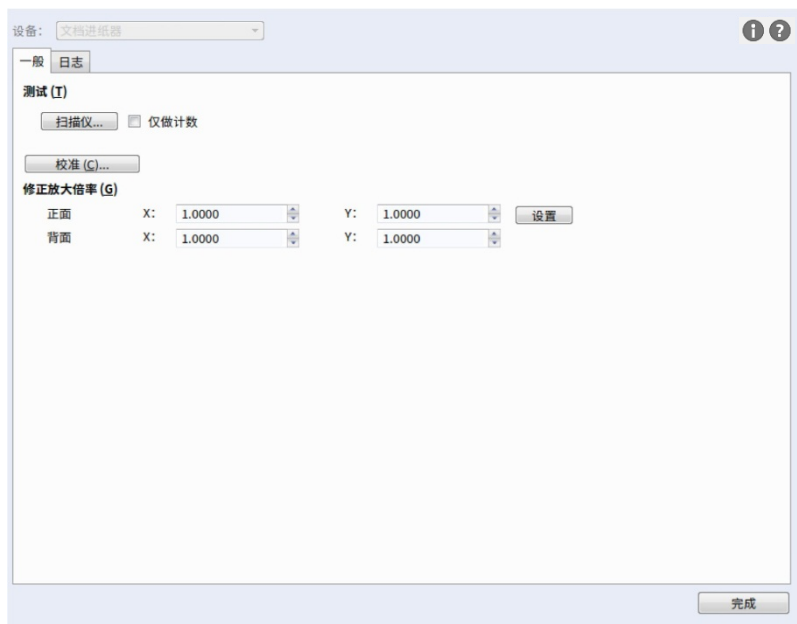 设备： 文档进纸器
一般 日志
测试 (T)
扫描仪... 仅做计数
校准 (C)...
修正放大倍率 (G)
正面 X： 1.0000 Y： 1.0000 设置
背面 X： 1.0000 Y： 1.0000
完成